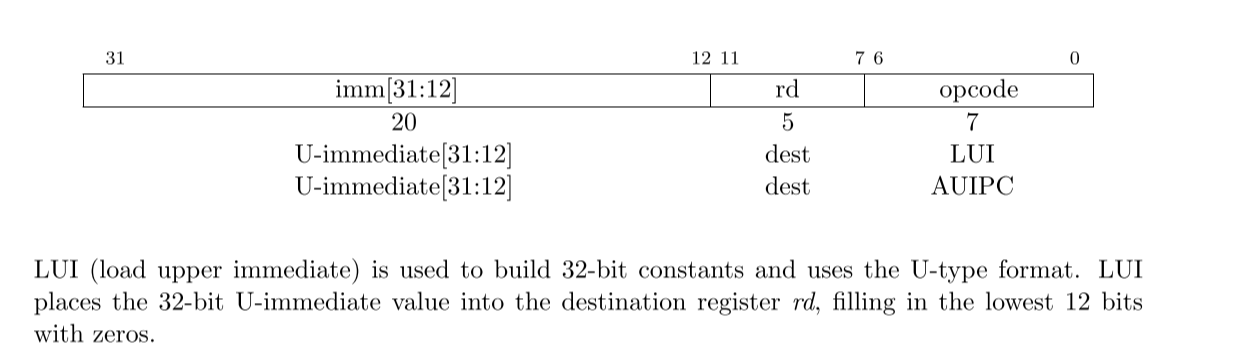 31 12 11 7 6 0
imm[31:12] rd opcode
20 5 7
U-immediate[31:12] dest LUI
U-immediate[31:12] dest AUIPC
LUI (load upper immediate) is used to build 32-bit constants and uses the U-type format. LUI
places the 32-bit U-immediate value into the destination register rd, filling in the lowest 12 bits
with zeros.